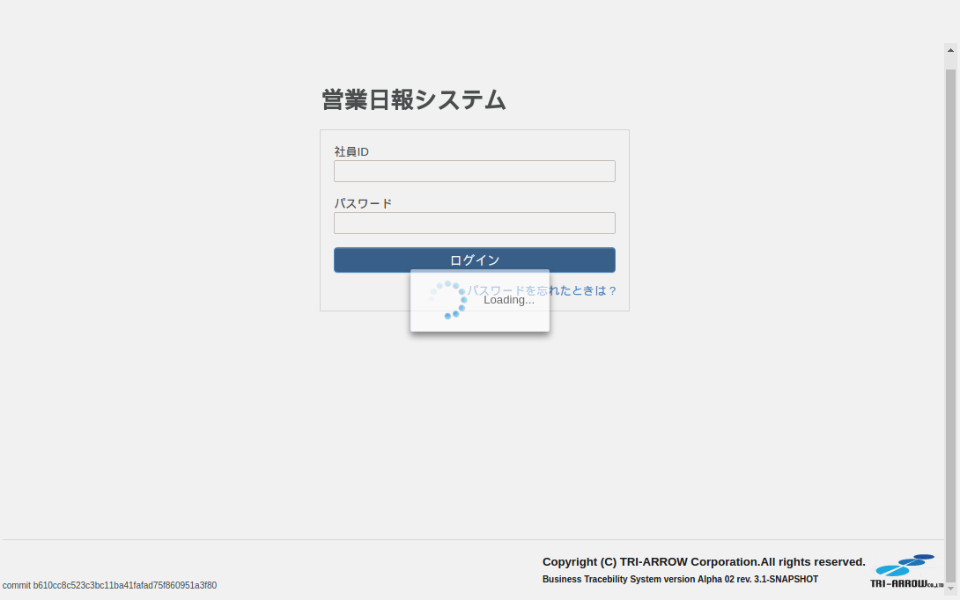 営業日報システム
社員ID
パスワード
ログイン
パスワードを忘れたときは？
Loading...
Copyright (C) TRI-ARROW Corporation.All rights reserved.
Business Tracebility System version Alpha 02 rev. 3.1-SNAPSHOT
TRI-ARROW CO.,LTD
commit b610cc8c523c3bc11ba41fafad75f860951a3f80